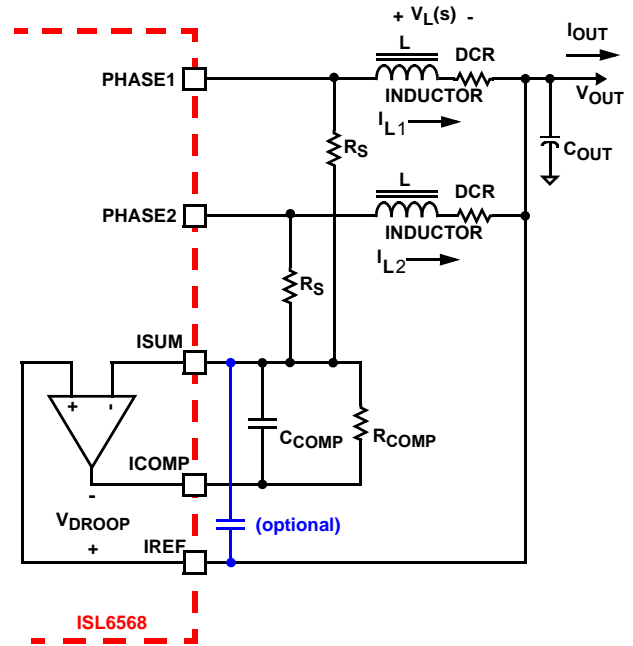 + VL(s) -
IOUT
L
DCR
PHASE1
INDUCTOR
VOUT
IL1
COUT
RS
L
DCR
PHASE2
INDUCTOR
IL2
RS
ISUM
+ -
CCOMP
RCOMP
ICOMP
-
VDROOP
(optional)
+
IREF
ISL6568